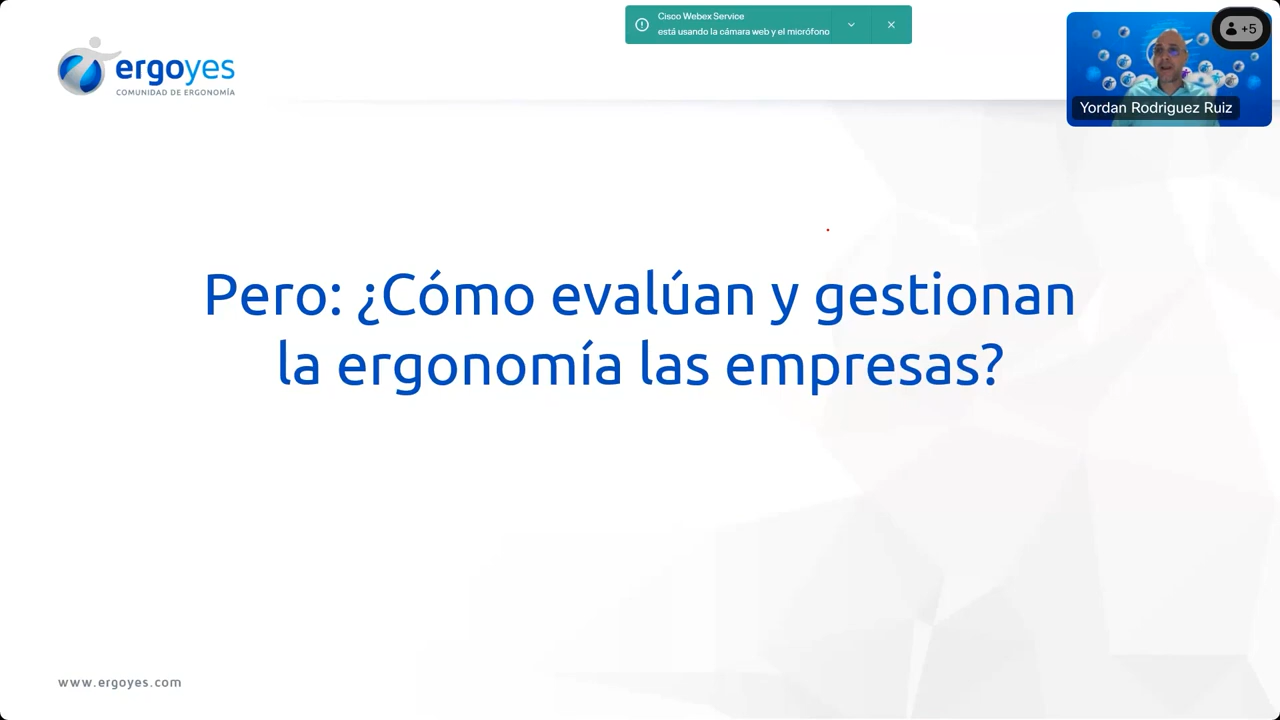 Cisco Webex Service
está usando la cámara web y el micrófono
+5
ergoyes
COMUNIDAD DE ERGONOMÍA
Yordan Rodriguez Ruiz
Pero: ¿Cómo evalúan y gestionan
la ergonomía las empresas?
www.ergoyes.com